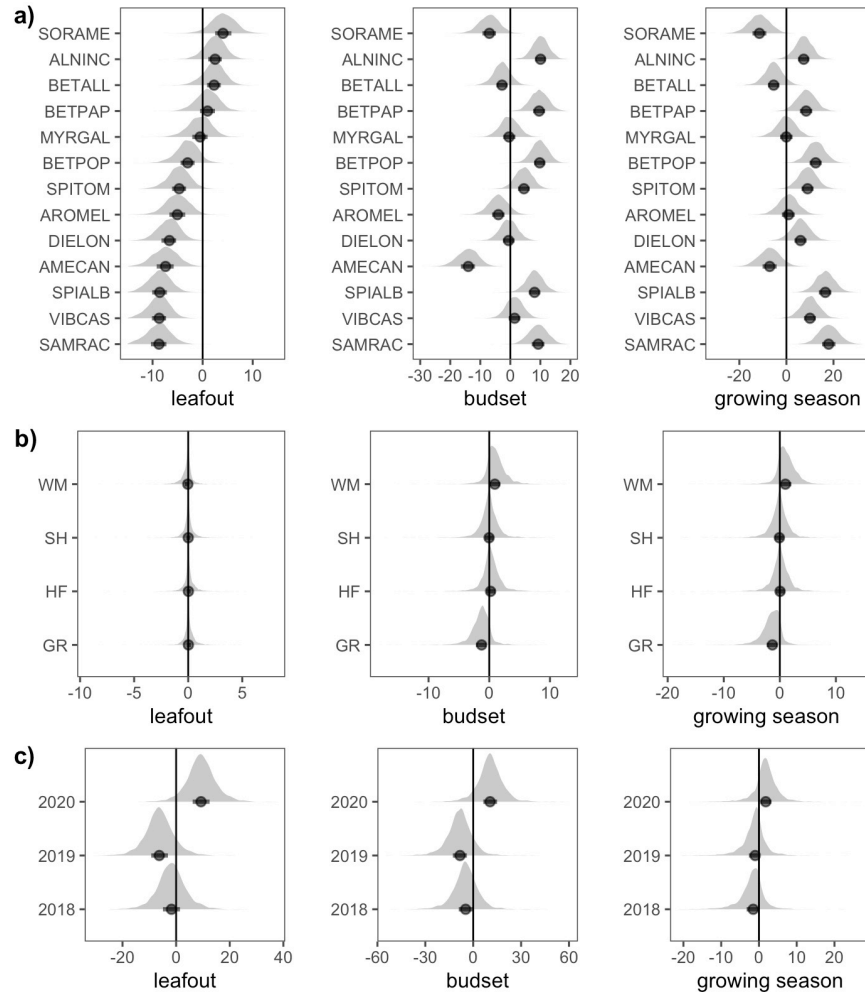 a)
SORAME
ALNINC
BETALL
BETPAP
MYRGAL
BETPOP
SPITOM
AROMEL
DIELON
AMECAN
SPIALB
VIBCAS
SAMRAC
-10 0 10
leafout
SORAME
ALNINC
BETALL
BETPAP
MYRGAL
BETPOP
SPITOM
AROMEL
DIELON
AMECAN
SPIALB
VIBCAS
SAMRAC
-30 -20 -10 0 10 20
budset
SORAME
ALNINC
BETALL
BETPAP
MYRGAL
BETPOP
SPITOM
AROMEL
DIELON
AMECAN
SPIALB
VIBCAS
SAMRAC
-20 0 20
growing season
b)
WM
SH
HF
GR
-10 -5 0 5
leafout
WM
SH
HF
GR
-10 0 10
budset
WM
SH
HF
GR
-20 -10 0 10
growing season
c)
2020
2019
2018
-20 0 20 40
leafout
2020
2019
2018
-60 -30 0 30 60
budset
2020
2019
2018
-20 -10 0 10 20
growing season